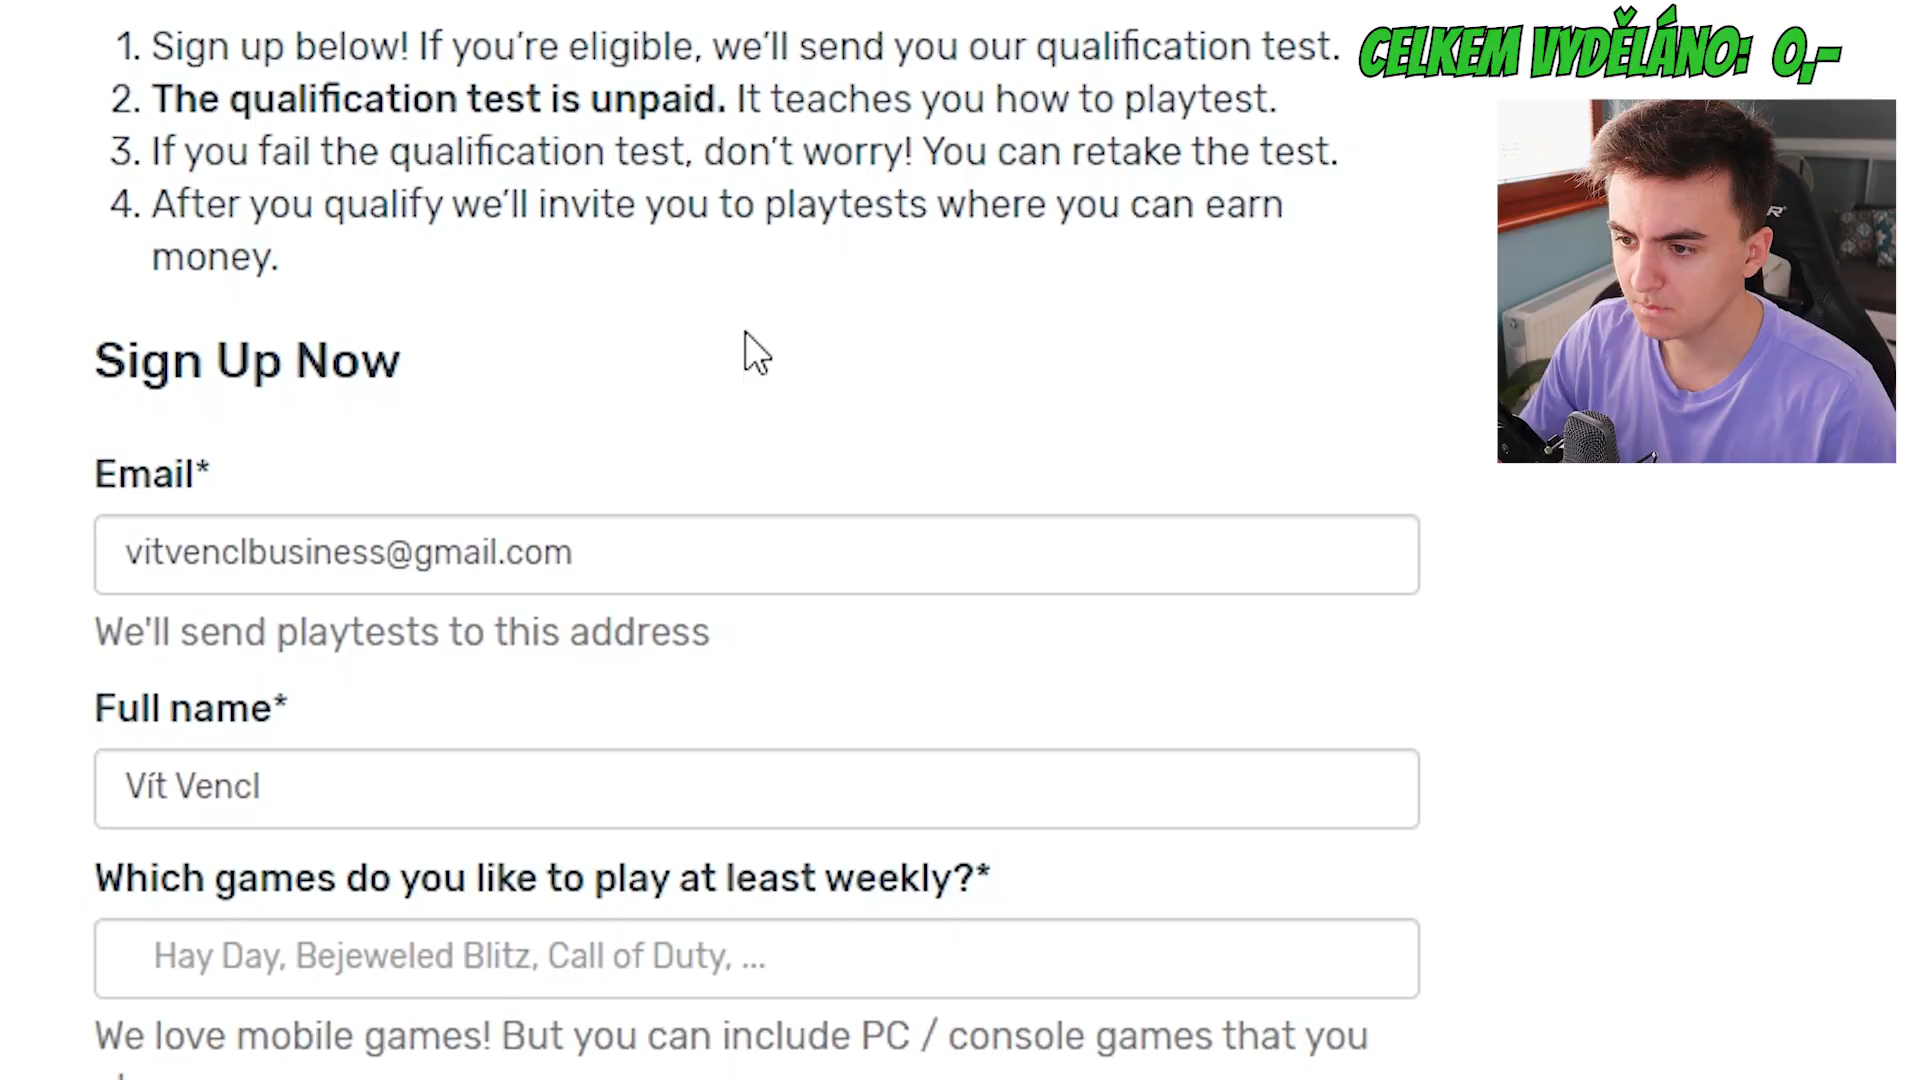 1. Sign up below! If you’re eligible, we’ll send you our qualification test.
2. The qualification test is unpaid. It teaches you how to playtest.
3. If you fail the qualification test, don’t worry! You can retake the test.
4. After you qualify we’ll invite you to playtests where you can earn
money.
CELKEM VYDĚLÁNO: 0,-
Sign Up Now
Email*
vitvenclbusiness@gmail.com
We'll send playtests to this address
Full name*
Vít Vencl
Which games do you like to play at least weekly?*
Hay Day, Bejeweled Blitz, Call of Duty, ...
We love mobile games! But you can include PC / console games that you